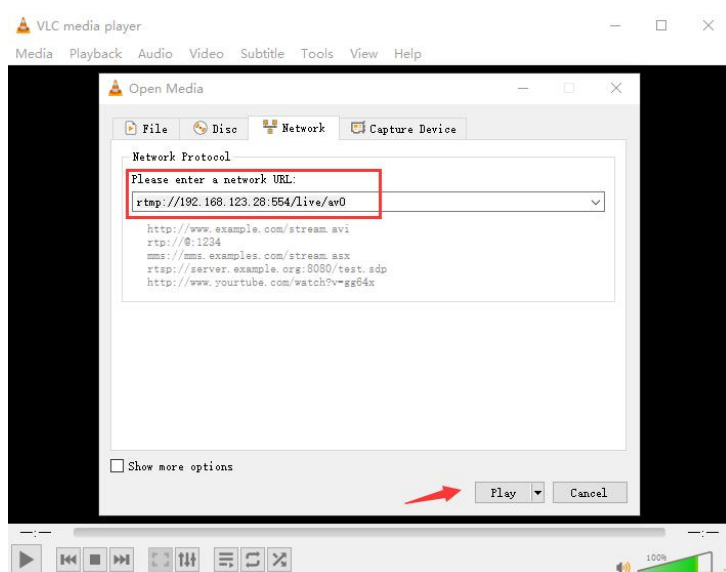 VLC media player
Media Playback Audio Video Subtitle Tools View Help
Open Media
File Disc Network Capture Device
Network Protocol
Please enter a network URL:
rtmp://192.168.123.28:554/live/av0
http://www.example.com/stream.avi
rtp://@:1234
mms://mms.examples.com/stream.asx
rtsp://server.example.org:8080/test.sdp
http://www.yourtube.com/watch?v=gg64x
Show more options
Play Cancel
--:-- --:--
100%